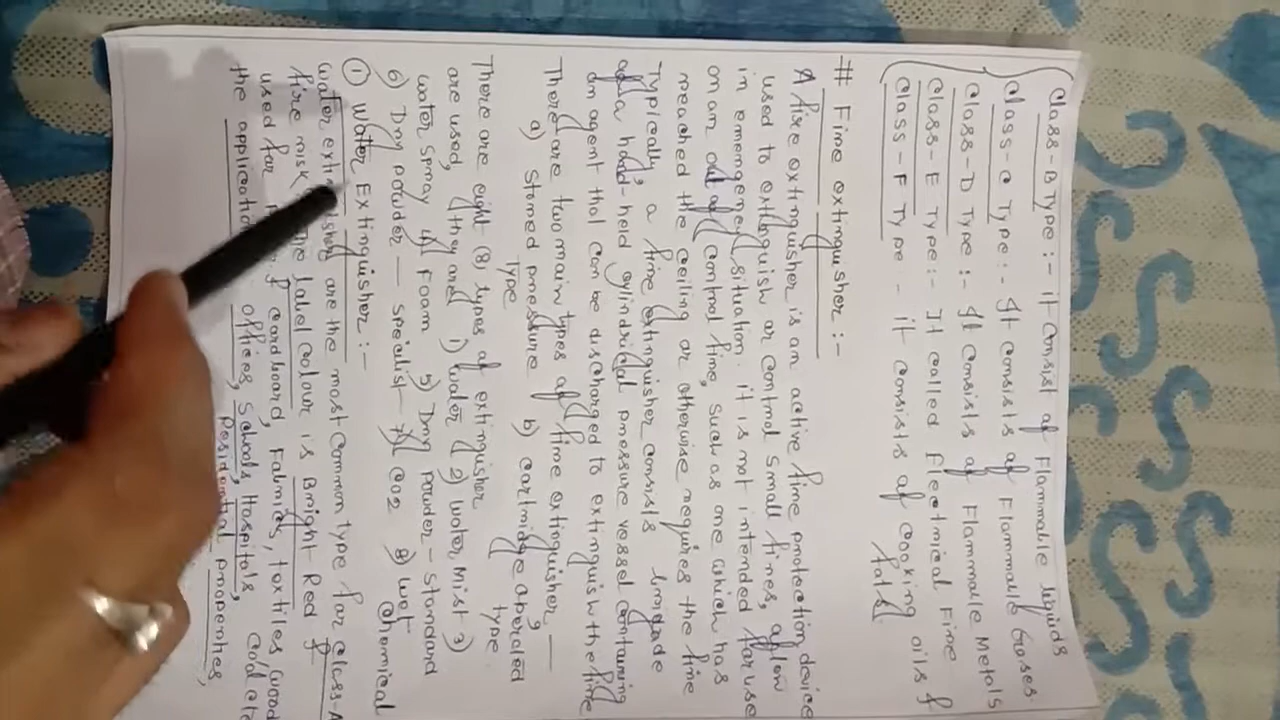 Class-B Type:- it consist of Flammable liquids
Class-C Type:- It consists of Flammable Gases
Class-D Type:- It consists of Flammable Metals
Class-E Type:- It called Electrical Fire
Class-F Type - it consists of cooking oils &
fats
# Fire extinguisher:-
A fire extinguisher is an active fire protection device
used to extinguish or control small fires, often
in emergency situation. it is not intended for use
on an out of control fire, such as one which has
reached the ceiling or otherwise requires the fire
Typically, a fire extinguisher consists brigade
of a hand-held cylindrical pressure vessel containing
an agent that can be discharged to extinguish the fire
There are two main types of fire extinguisher,—
a) Stored pressure b) cartridge operated
Type type
There are eight (8) types of extinguisher
are used, they are 1) water 2) water Mist 3)
water spray 4) Foam 5) Dry powder - standard
6) Dry powder - specialist 7) CO2 8) wet
chemical
① Water Extinguisher:-
water are the most common type for class-A
fire risk label colour is Bright Red &
used for cardboard, Fabrics, textiles, wood
the application offices, Schools, Hospitals,
Residential properties,